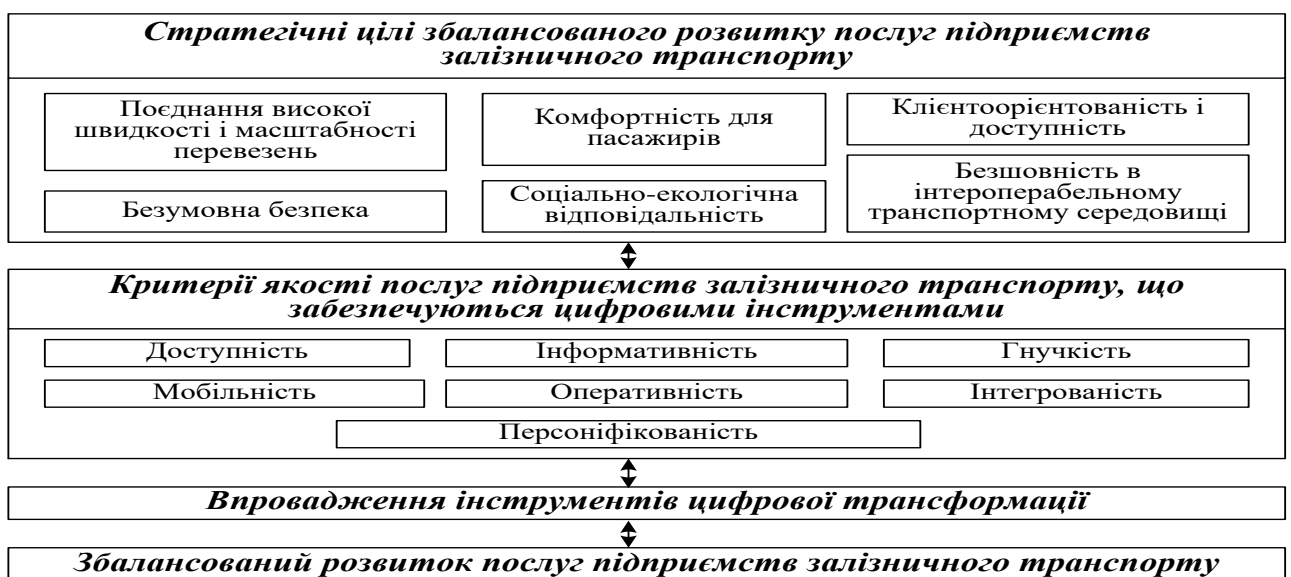 Стратегічні цілі збалансованого розвитку послуг підприємств
залізничного транспорту
Поєднання високої
швидкості і масштабності
перевезень
Комфортність для
пасажирів
Клієнтоорієнтованість і
доступність
Безумовна безпека
Соціально-екологічна
відповідальність
Безшовність в
інтероперабельному
транспортному середовищі
Критерії якості послуг підприємств залізничного транспорту, що
забезпечуються цифровими інструментами
Доступність
Інформативність
Гнучкість
Мобільність
Оперативність
Інтегрованість
Персоніфікованість
Впровадження інструментів цифрової трансформації
Збалансований розвиток послуг підприємств залізничного транспорту